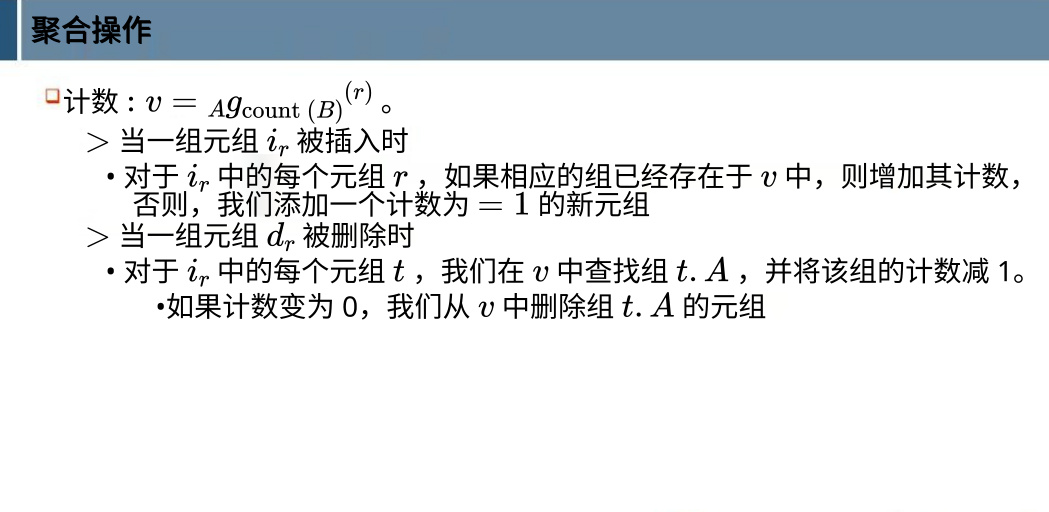 聚合操作
计数 : v = _A g_{count (B)}^{(r)} 。
> 当一组元组 i_r 被插入时
• 对于 i_r 中的每个元组 r ，如果相应的组已经存在于 v 中，则增加其计数，
否则，我们添加一个计数为 = 1 的新元组
> 当一组元组 d_r 被删除时
• 对于 i_r 中的每个元组 t ，我们在 v 中查找组 t. A ，并将该组的计数减 1。
•如果计数变为 0，我们从 v 中删除组 t. A 的元组